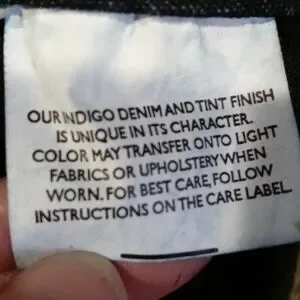 OUR INDIGO DENIM AND TINT FINISH
IS UNIQUE IN ITS CHARACTER.
COLOR MAY TRANSFER ONTO LIGHT
FABRICS OR UPHOLSTERY WHEN
WORN. FOR BEST CARE, FOLLOW
INSTRUCTIONS ON THE CARE LABEL.